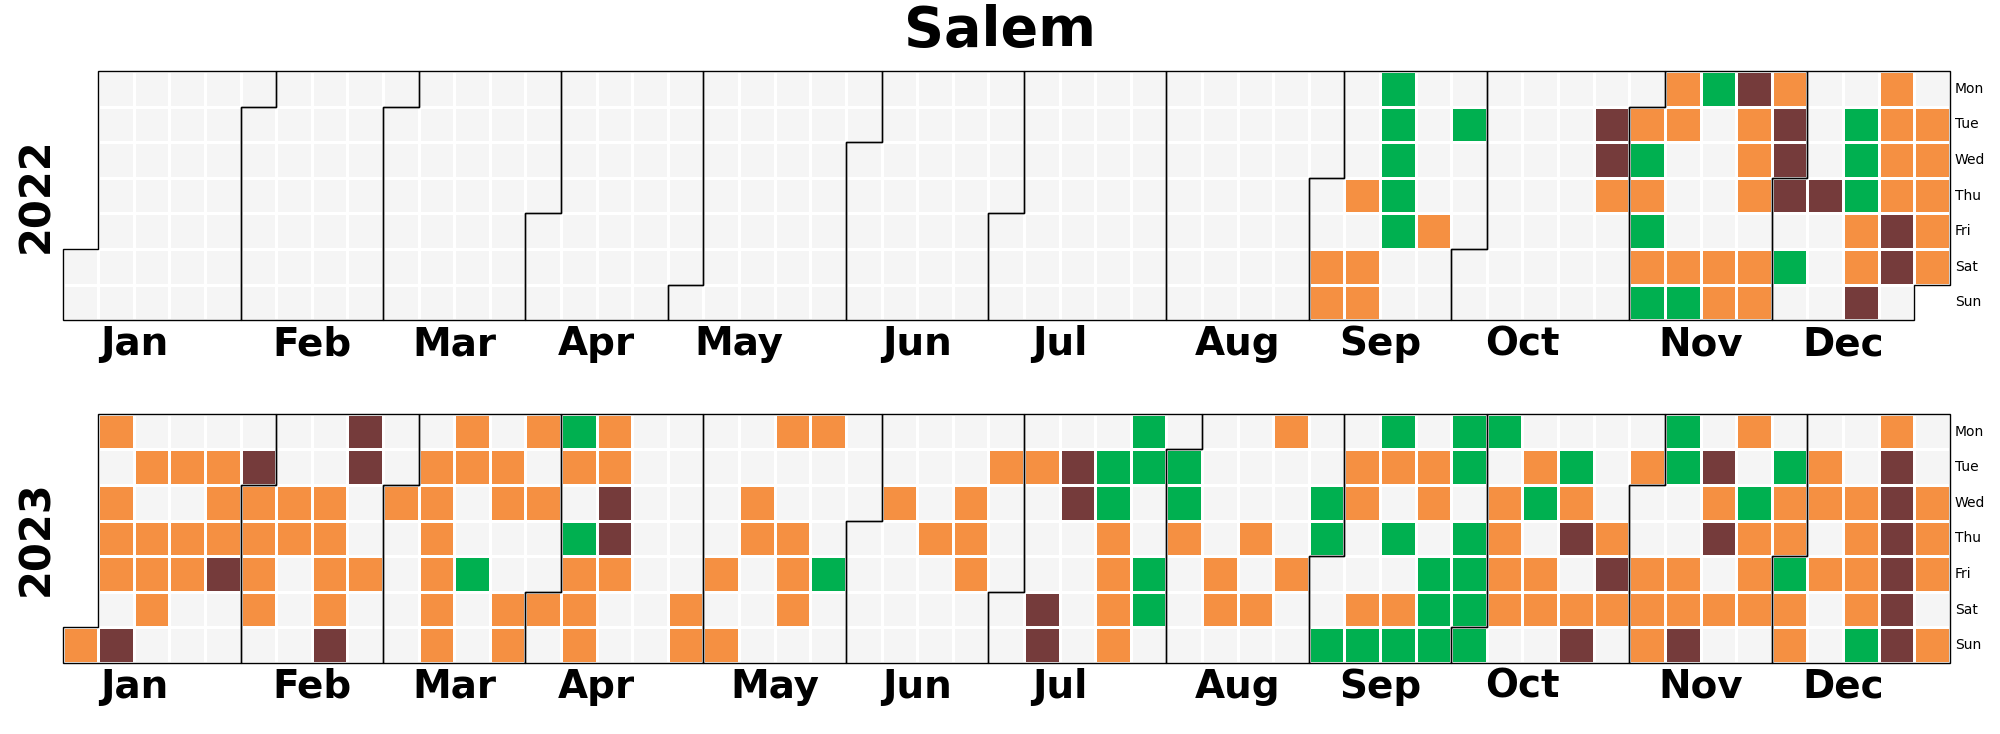 Salem
2022
Mon
Tue
Wed
Thu
Fri
Sat
Sun
Jan Feb Mar Apr May Jun Jul Aug Sep Oct Nov Dec
2023
Mon
Tue
Wed
Thu
Fri
Sat
Sun
Jan Feb Mar Apr May Jun Jul Aug Sep Oct Nov Dec